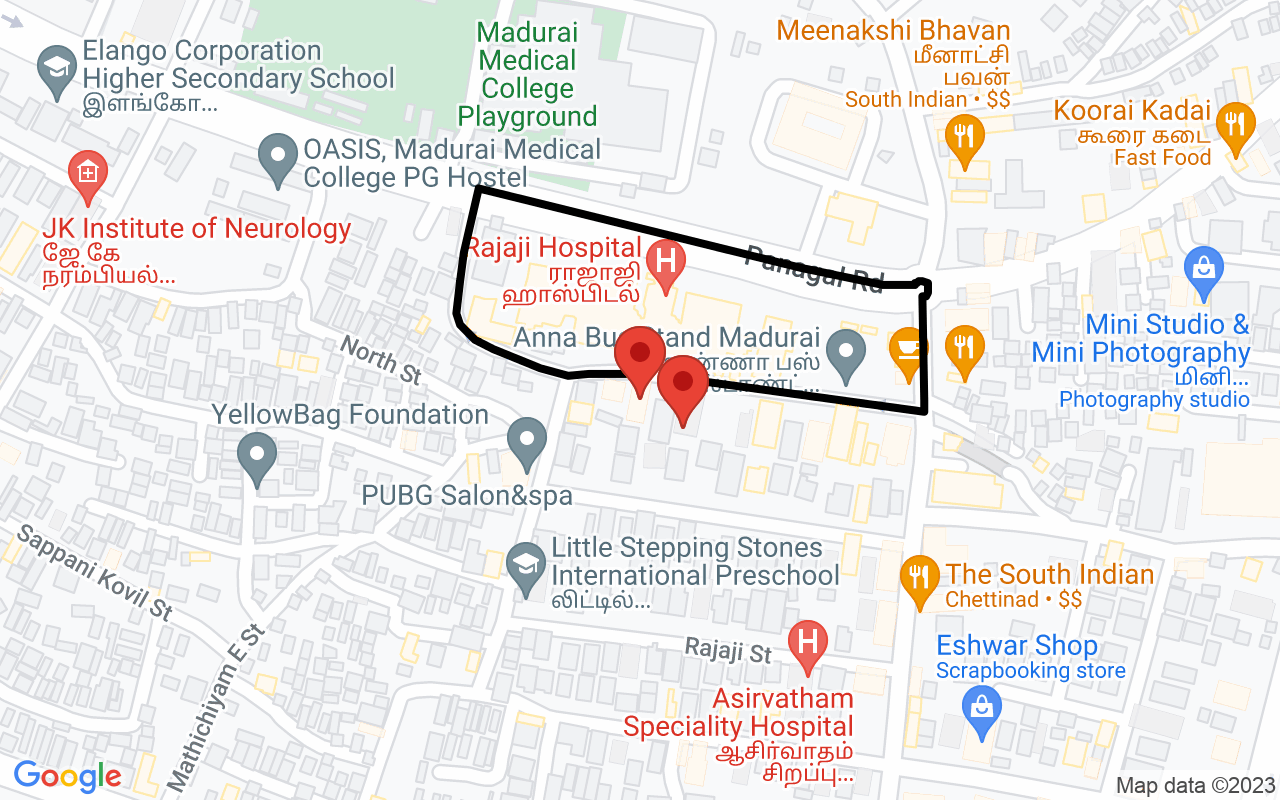 Elango Corporation
Higher Secondary School
இளங்கோ...
Madurai
Medical
College
Playground
Meenakshi Bhavan
மீனாட்சி
பவன்
South Indian • $$
Koorai Kadai
கூரை கடை
Fast Food
OASIS, Madurai Medical
College PG Hostel
JK Institute of Neurology
ஜே கே
நரம்பியல்...
Rajaji Hospital
ராஜாஜி
ஹாஸ்பிடல்
H
Panagal Rd
Anna Bus Stand Madurai
அண்ணா பஸ்
Mini Studio &
Mini Photography
மினி...
Photography studio
North St
YellowBag Foundation
PUBG Salon&spa
Sappani Kovil St
Little Stepping Stones
International Preschool
லிட்டில்...
The South Indian
Chettinad • $$
Mathichiyam E St
Rajaji St
H
Asirvatham
Speciality Hospital
ஆசிர்வாதம்
சிறப்பு...
Eshwar Shop
Scrapbooking store
Google
Map data ©2023